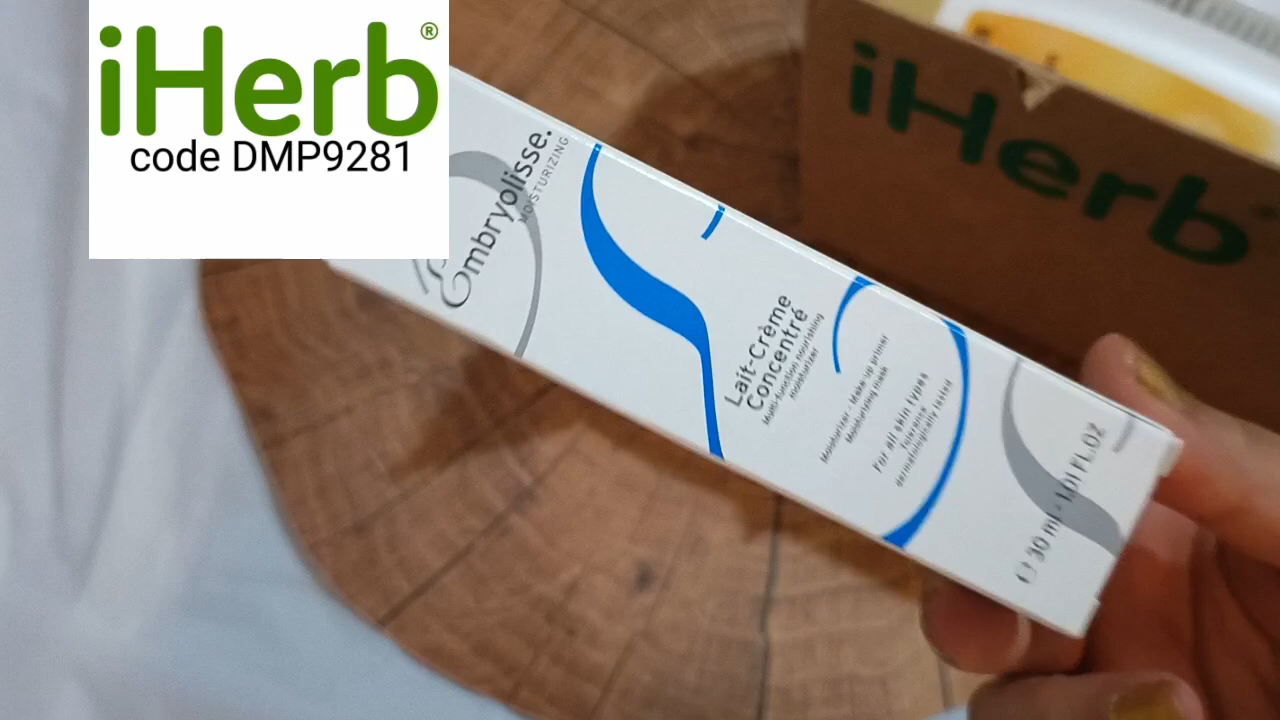 iHerb®
code DMP9281
iHerb
Embryolisse.
MOISTURIZING
Lait-Crème
Concentré
Multi-function nourishing
moisturizer
Moisturizer - Make-up primer
Moisturizing mask
For all skin types
Tolerance
dermatologically tested
℮ 30 ml - 1.01 FL.OZ